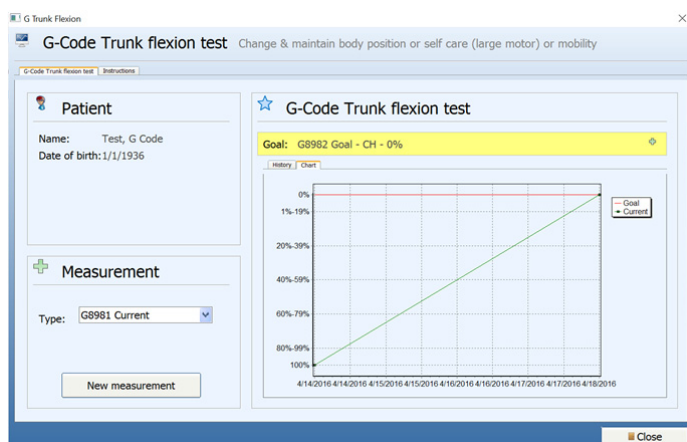 G Trunk Flexion
G-Code Trunk flexion test Change & maintain body position or self care (large motor) or mobility
G-Code Trunk flexion test Instructions
Patient
Name: Test, G Code
Date of birth: 1/1/1936
Measurement
Type: G8981 Current
New measurement
G-Code Trunk flexion test
Goal: G8982 Goal - CH - 0%
History Chart
0%
1%-19%
20%-39%
40%-59%
60%-79%
80%-99%
100%
4/14/2016 4/14/2016 4/15/2016 4/15/2016 4/16/2016 4/16/2016 4/17/2016 4/17/2016 4/18/2016
Goal
Current
Close